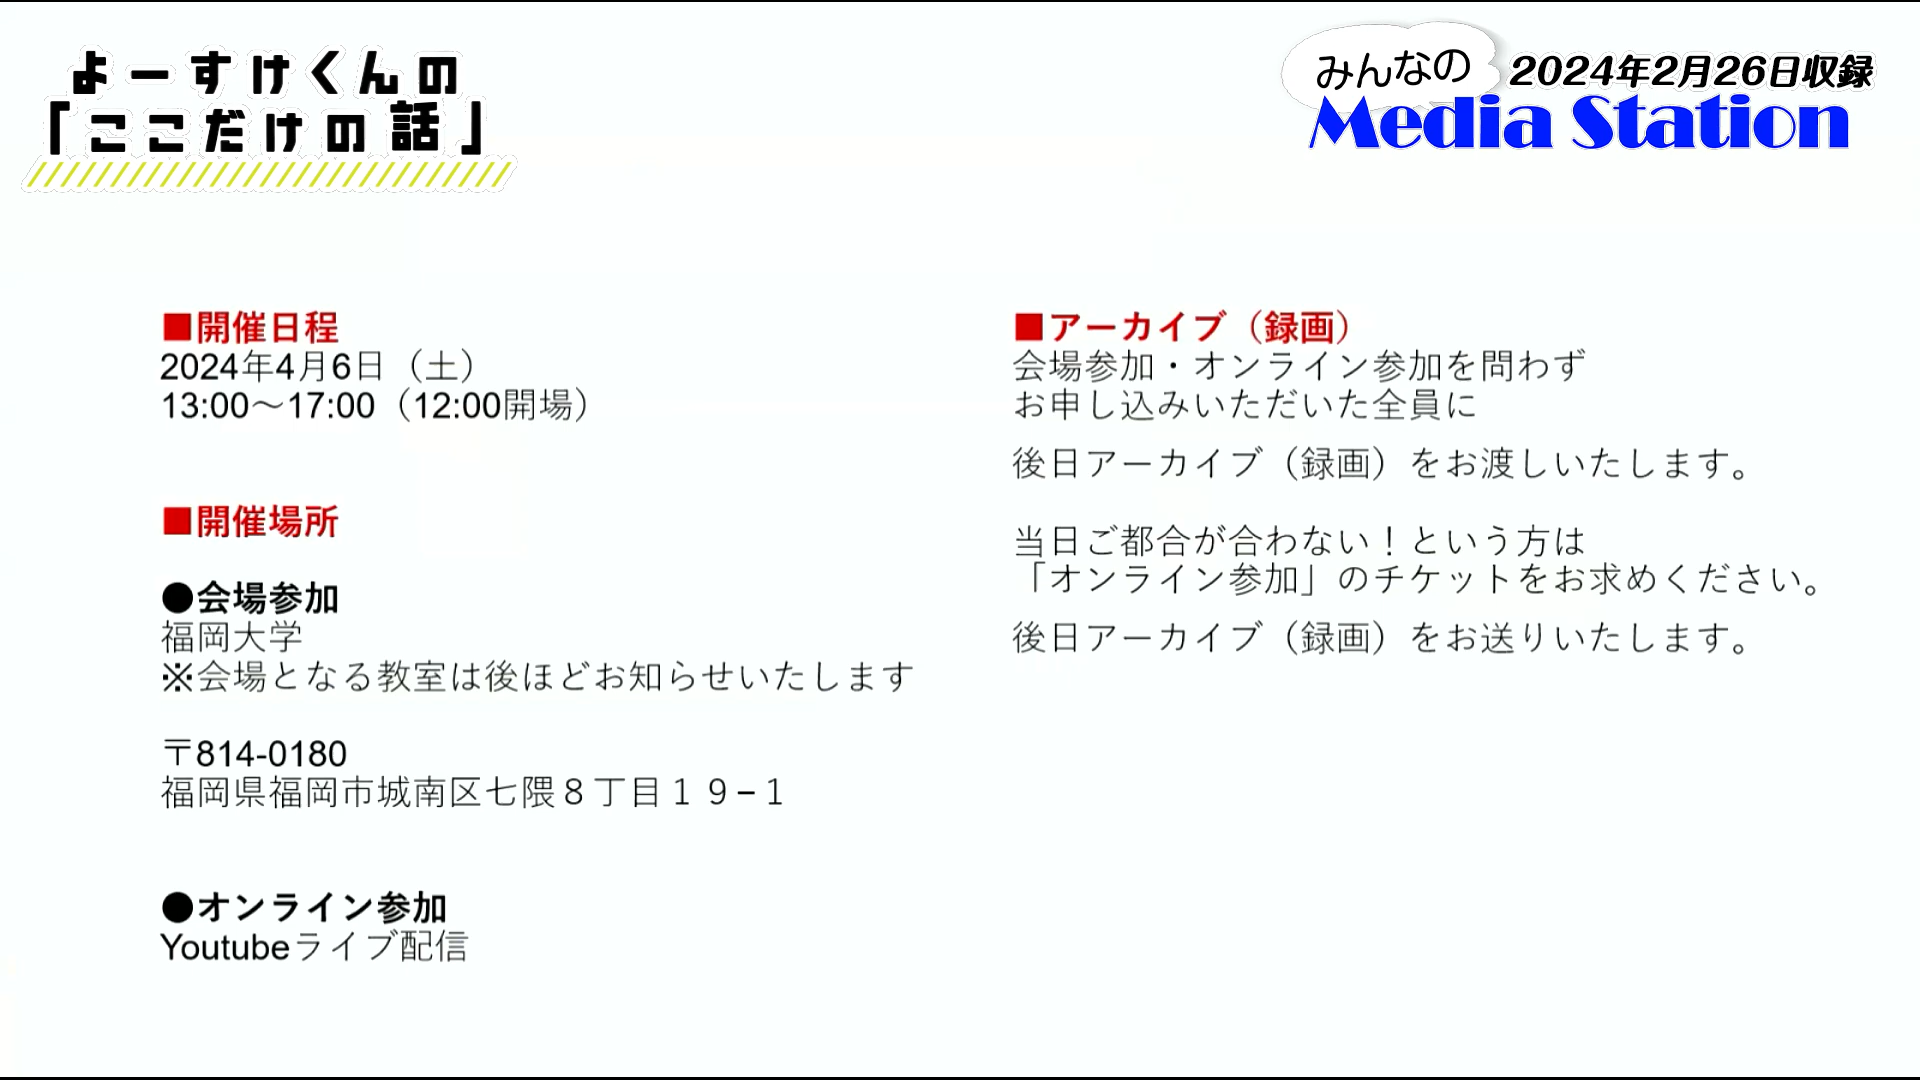 よーすけくんの
「ここだけの話」
みんなの
2024年2月26日収録
Media Station
■開催日程
2024年4月6日（土）
13:00～17:00（12:00開場）
■開催場所
●会場参加
福岡大学
※会場となる教室は後ほどお知らせいたします
〒814-0180
福岡県福岡市城南区七隈８丁目１９−１
●オンライン参加
Youtubeライブ配信
■アーカイブ（録画）
会場参加・オンライン参加を問わず
お申し込みいただいた全員に
後日アーカイブ（録画）をお渡しいたします。
当日ご都合が合わない！という方は
「オンライン参加」のチケットをお求めください。
後日アーカイブ（録画）をお送りいたします。